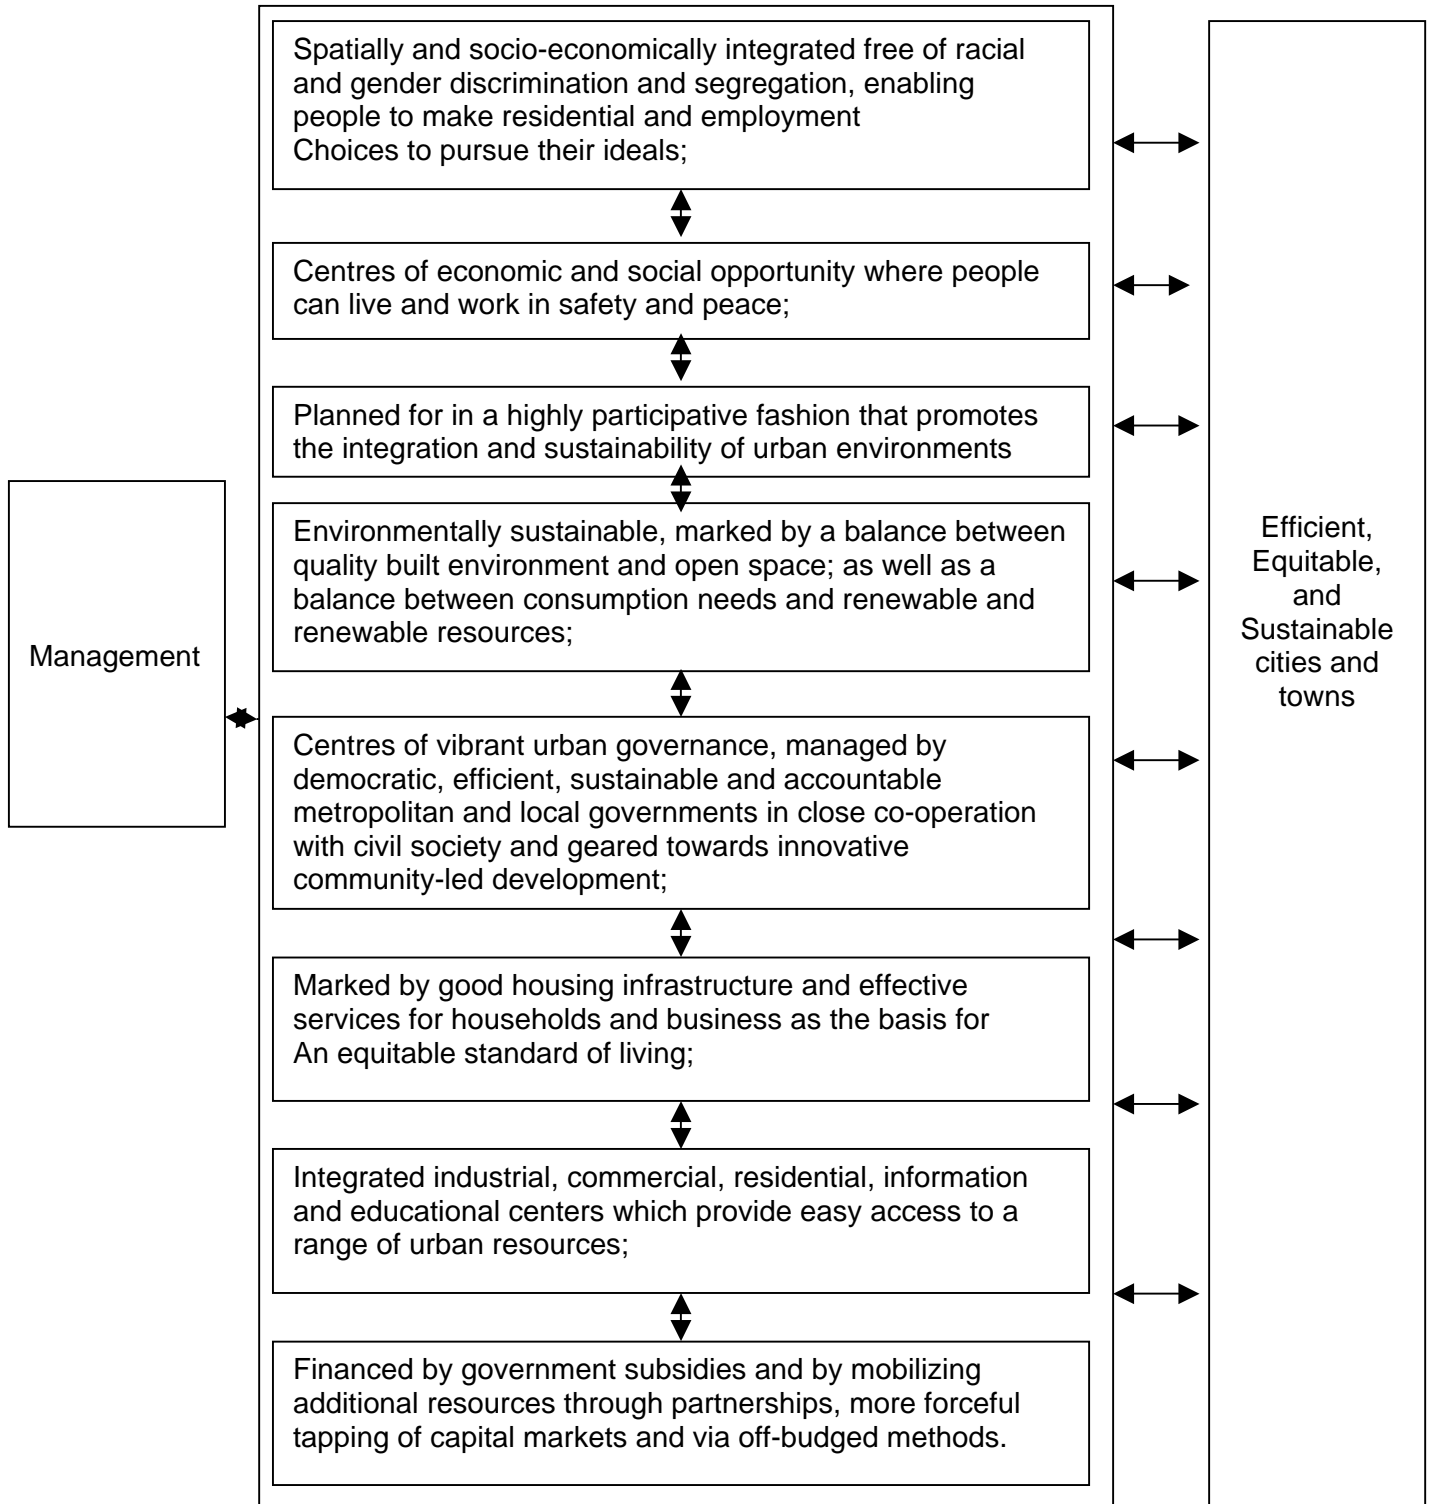 Spatially and socio-economically integrated free of racial
and gender discrimination and segregation, enabling
people to make residential and employment
Choices to pursue their ideals;
Centres of economic and social opportunity where people
can live and work in safety and peace;
Planned for in a highly participative fashion that promotes
the integration and sustainability of urban environments
Environmentally sustainable, marked by a balance between
quality built environment and open space; as well as a
balance between consumption needs and renewable and
renewable resources;
Centres of vibrant urban governance, managed by
democratic, efficient, sustainable and accountable
metropolitan and local governments in close co-operation
with civil society and geared towards innovative
community-led development;
Marked by good housing infrastructure and effective
services for households and business as the basis for
An equitable standard of living;
Integrated industrial, commercial, residential, information
and educational centers which provide easy access to a
range of urban resources;
Financed by government subsidies and by mobilizing
additional resources through partnerships, more forceful
tapping of capital markets and via off-budged methods.
Management
Efficient,
Equitable,
and
Sustainable
cities and
towns